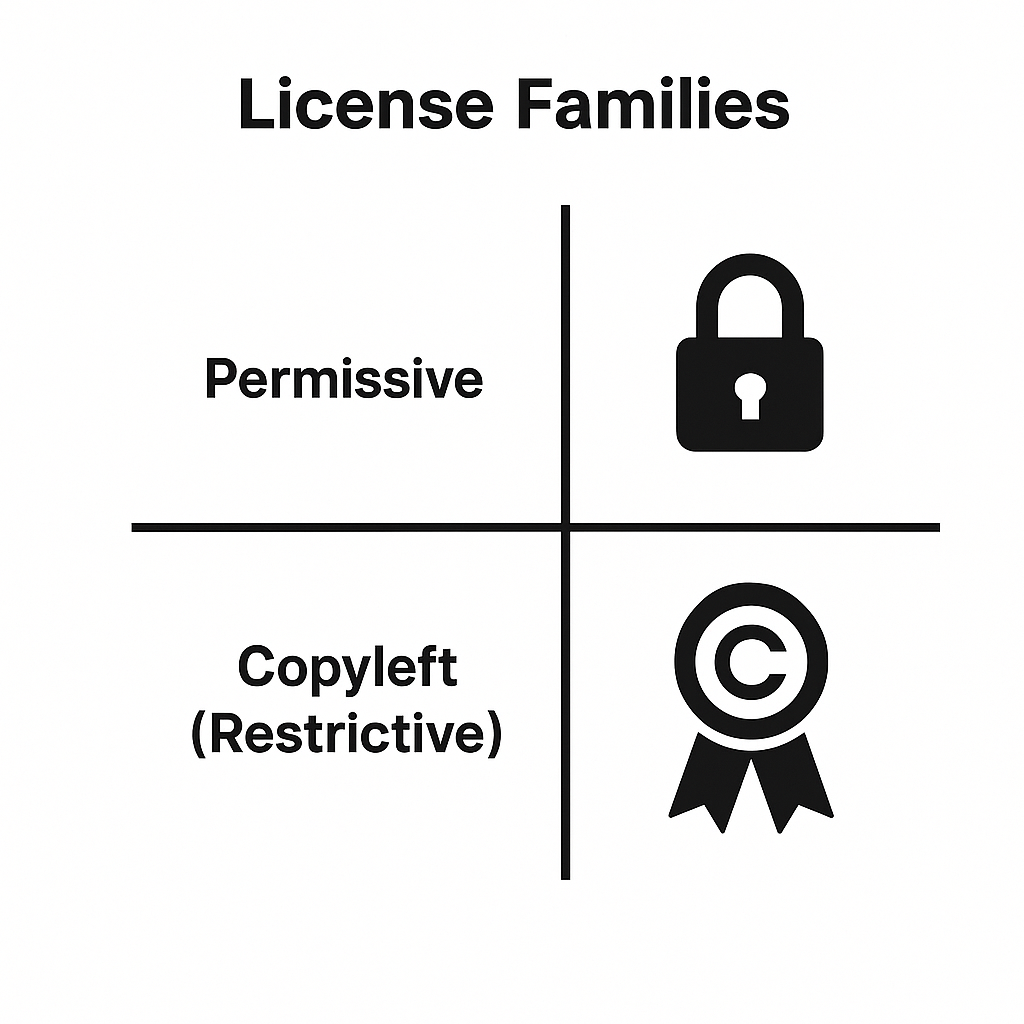 License Families
Permissive
Copyleft
(Restrictive)
C